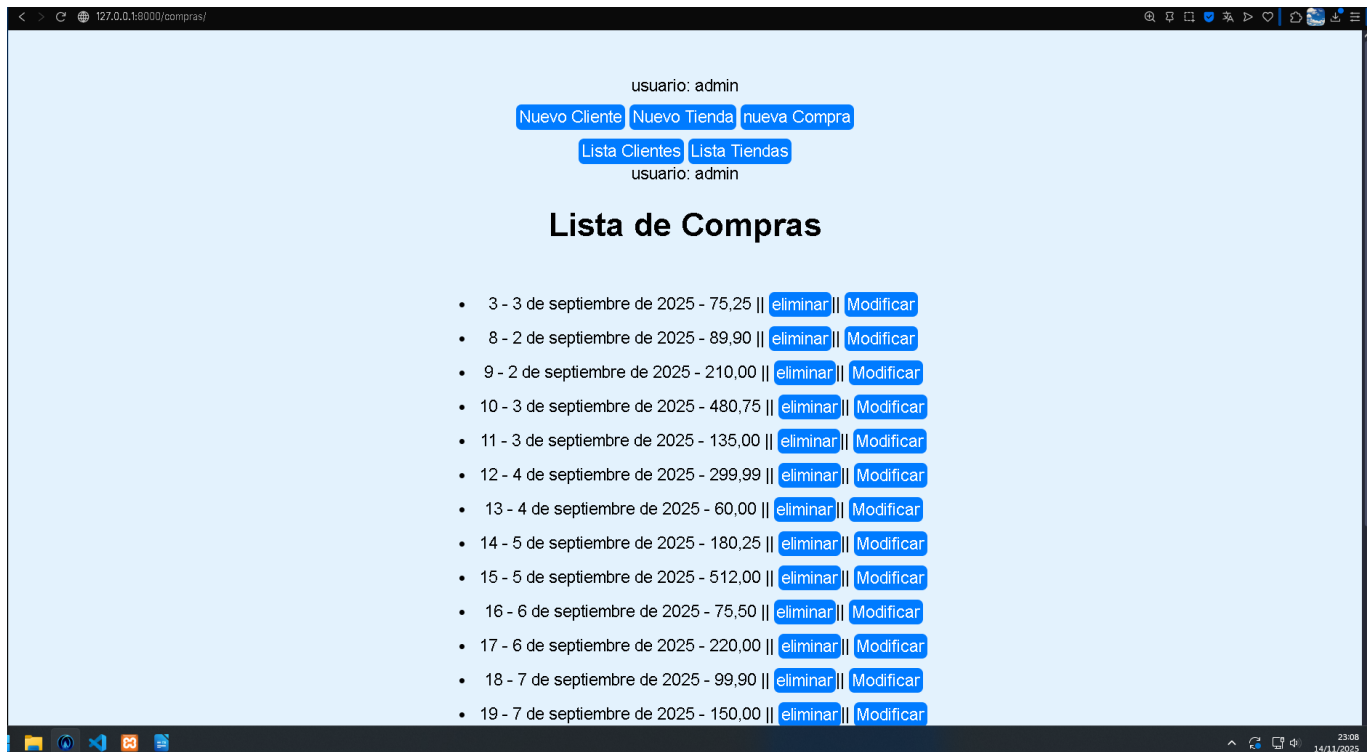 127.0.0.1:8000/compras/
usuario: admin
Nuevo Cliente Nuevo Tienda nueva Compra
Lista Clientes Lista Tiendas
usuario: admin
Lista de Compras
• 3 - 3 de septiembre de 2025 - 75,25 || eliminar|| Modificar
• 8 - 2 de septiembre de 2025 - 89,90 || eliminar|| Modificar
• 9 - 2 de septiembre de 2025 - 210,00 || eliminar|| Modificar
• 10 - 3 de septiembre de 2025 - 480,75 || eliminar|| Modificar
• 11 - 3 de septiembre de 2025 - 135,00 || eliminar|| Modificar
• 12 - 4 de septiembre de 2025 - 299,99 || eliminar|| Modificar
• 13 - 4 de septiembre de 2025 - 60,00 || eliminar|| Modificar
• 14 - 5 de septiembre de 2025 - 180,25 || eliminar|| Modificar
• 15 - 5 de septiembre de 2025 - 512,00 || eliminar|| Modificar
• 16 - 6 de septiembre de 2025 - 75,50 || eliminar|| Modificar
• 17 - 6 de septiembre de 2025 - 220,00 || eliminar|| Modificar
• 18 - 7 de septiembre de 2025 - 99,90 || eliminar|| Modificar
• 19 - 7 de septiembre de 2025 - 150,00 || eliminar|| Modificar
23:08
14/11/2025